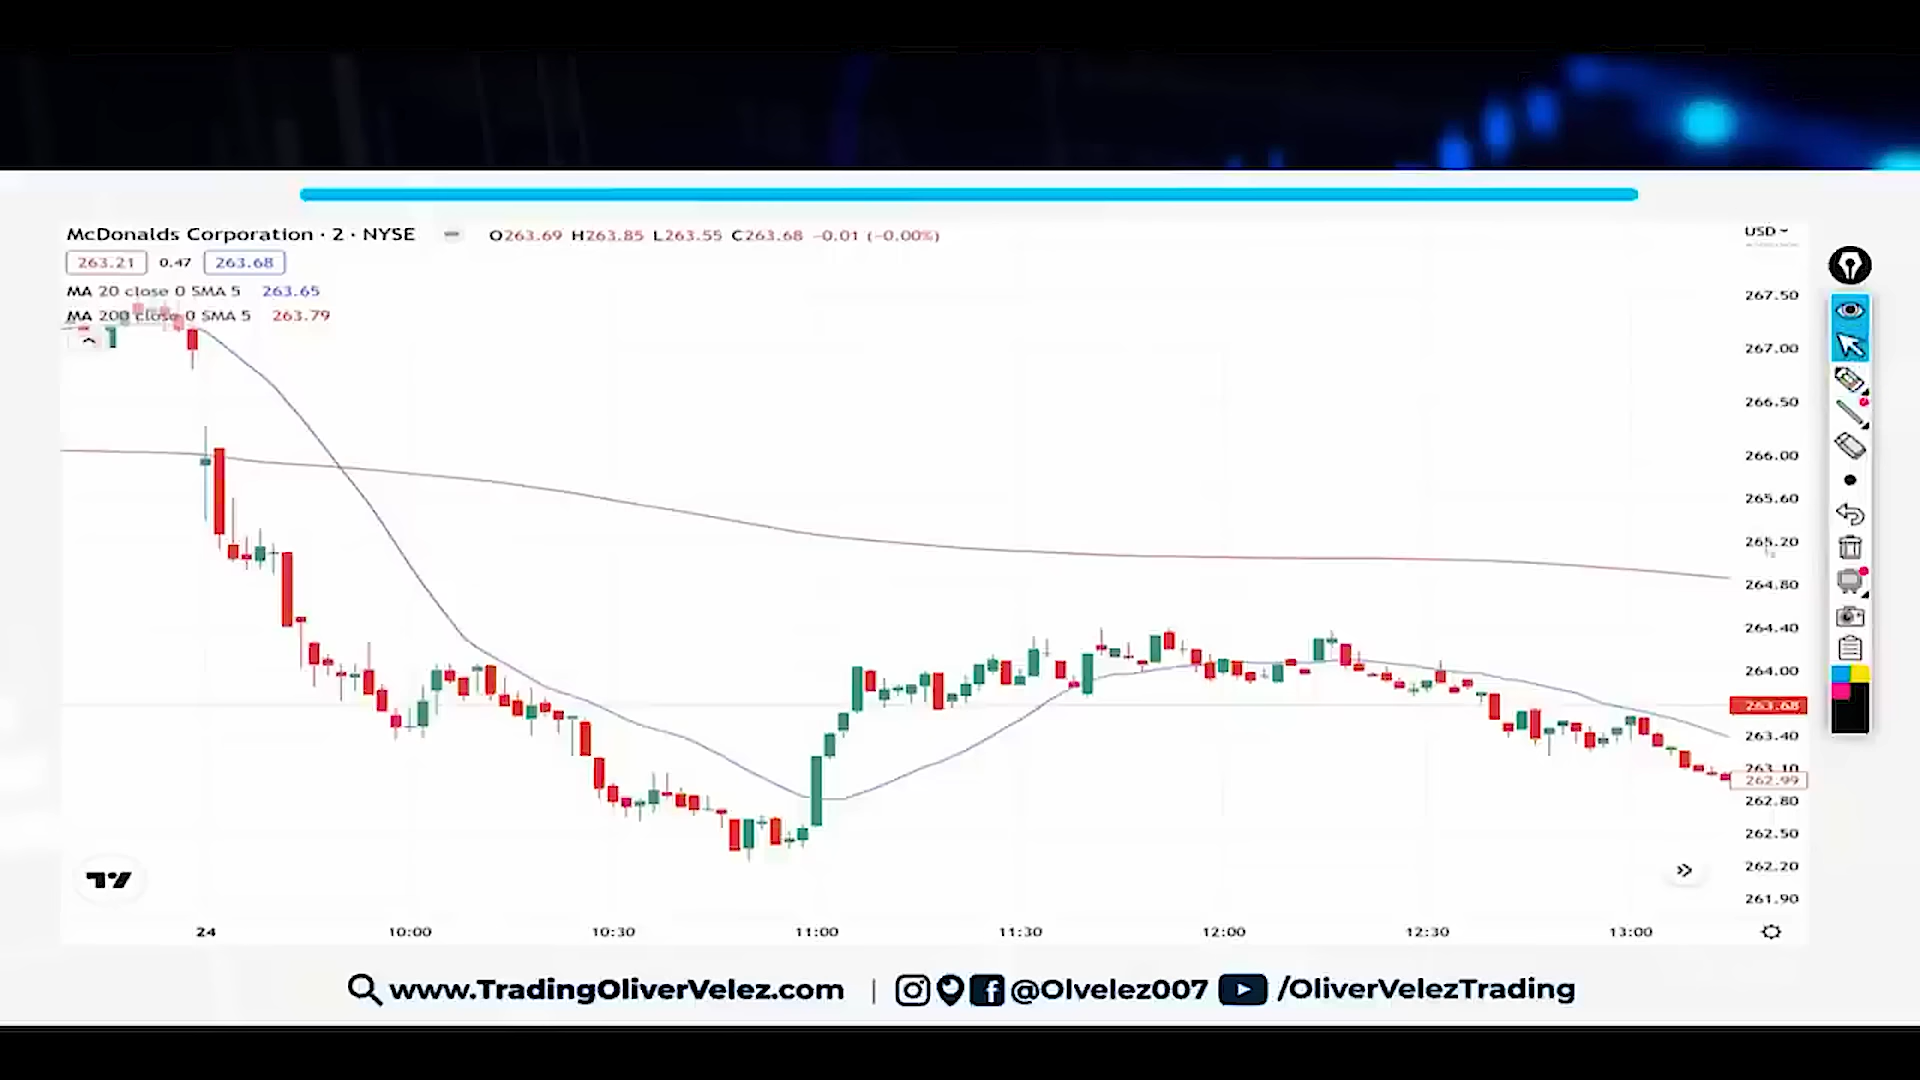 McDonalds Corporation · 2 · NYSE O263.69 H263.85 L263.55 C263.68 −0.01 (−0.00%)
263.21 0.47 263.68
MA 20 close 0 SMA 5 263.65
MA 200 close 0 SMA 5 263.79
USD
267.50
267.00
266.50
266.00
265.60
265.20
264.80
264.40
264.00
263.68
263.40
263.10
262.99
262.80
262.50
262.20
261.90
24 10:00 10:30 11:00 11:30 12:00 12:30 13:00
www.TradingOliverVelez.com | @Olvelez007 /OliverVelezTrading